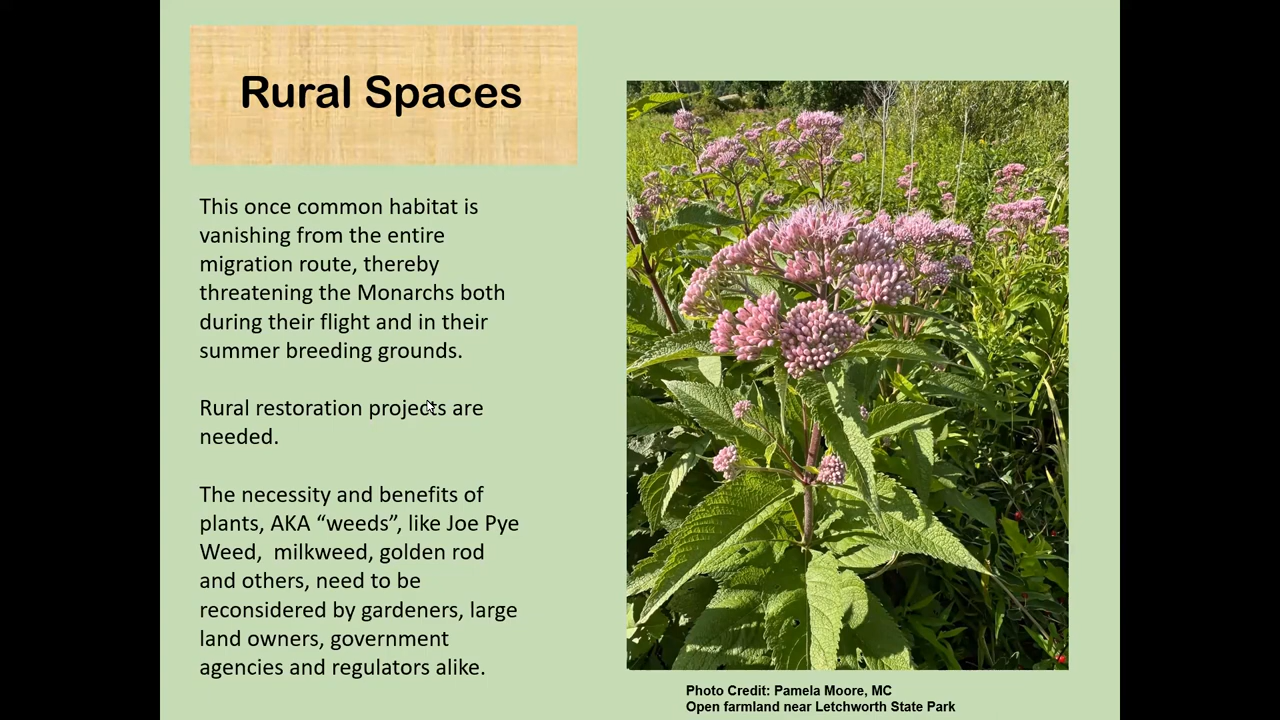 Rural Spaces
This once common habitat is
vanishing from the entire
migration route, thereby
threatening the Monarchs both
during their flight and in their
summer breeding grounds.
Rural restoration projects are
needed.
The necessity and benefits of
plants, AKA “weeds”, like Joe Pye
Weed,  milkweed, golden rod
and others, need to be
reconsidered by gardeners, large
land owners, government
agencies and regulators alike.
Photo Credit: Pamela Moore, MC
Open farmland near Letchworth State Park